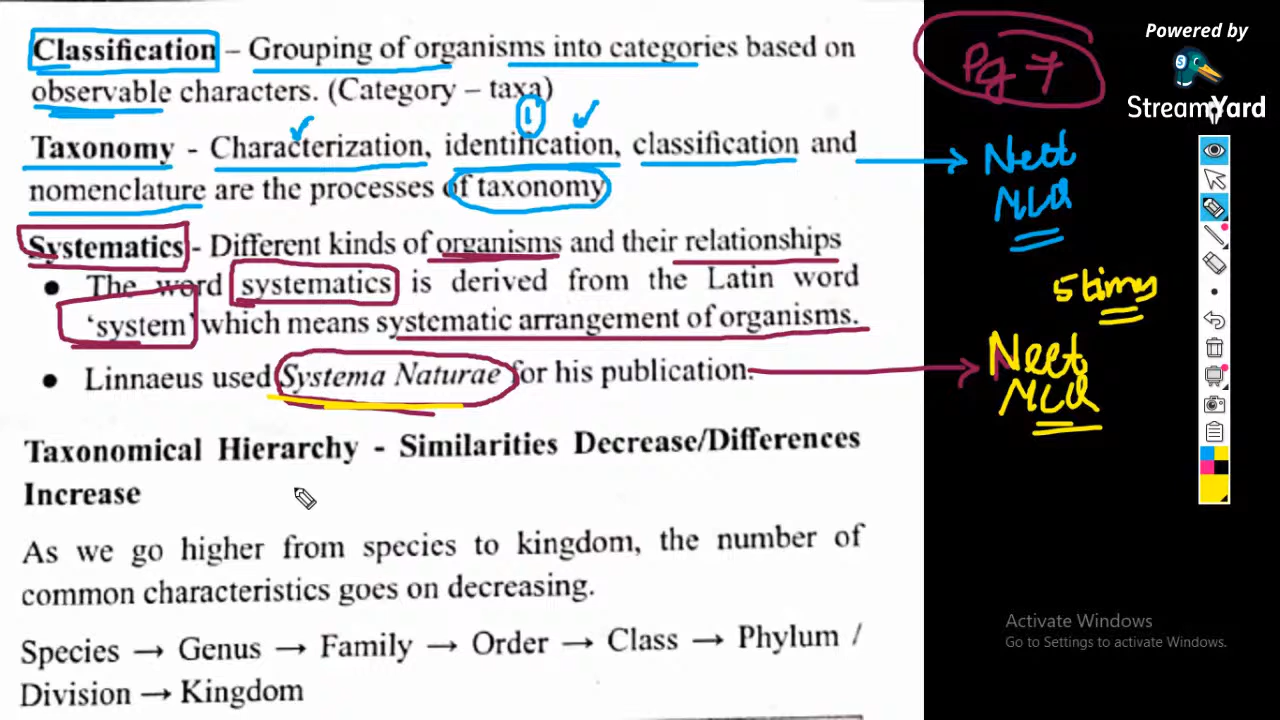 Classification – Grouping of organisms into categories based on
observable characters. (Category – taxa)
1
Taxonomy - Characterization, identification, classification and
nomenclature are the processes of taxonomy
Systematics - Different kinds of organisms and their relationships
• The word systematics is derived from the Latin word
‘system’ which means systematic arrangement of organisms.
• Linnaeus used Systema Naturae for his publication.
Taxonomical Hierarchy - Similarities Decrease/Differences
Increase
As we go higher from species to kingdom, the number of
common characteristics goes on decreasing.
Species → Genus → Family → Order → Class → Phylum /
Division → Kingdom
Pg 7
Neet
MCQ
5 times
Neet
MCQ
Powered by
StreamYard
Activate Windows
Go to Settings to activate Windows.